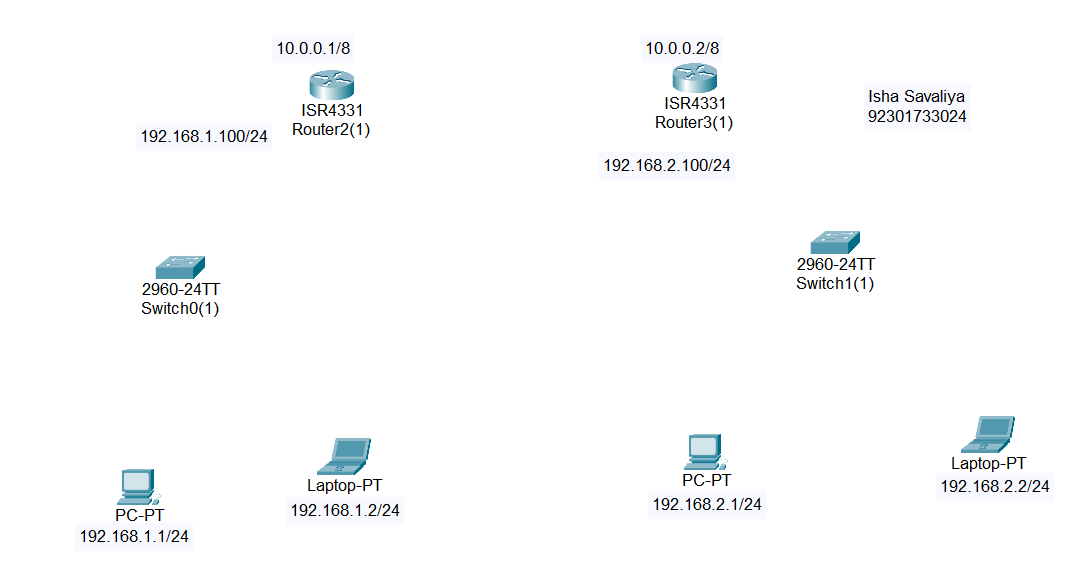 10.0.0.1/8
ISR4331
Router2(1)
192.168.1.100/24
10.0.0.2/8
ISR4331
Router3(1)
192.168.2.100/24
Isha Savaliya
92301733024
2960-24TT
Switch0(1)
2960-24TT
Switch1(1)
PC-PT
192.168.1.1/24
Laptop-PT
192.168.1.2/24
PC-PT
192.168.2.1/24
Laptop-PT
192.168.2.2/24